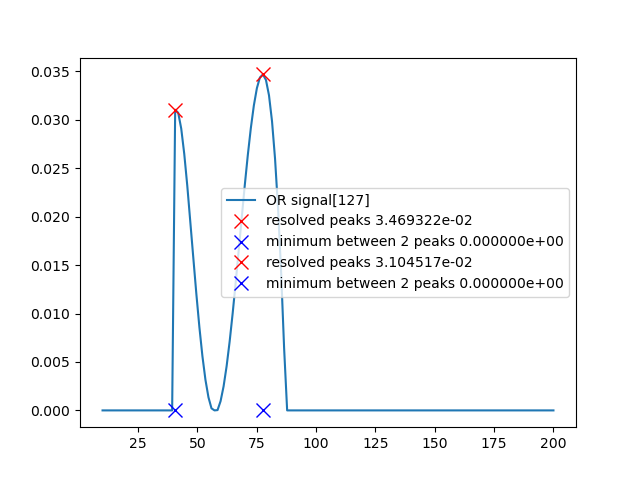 0.035
0.030
0.025
0.020
0.015
0.010
0.005
0.000
OR signal[127]
resolved peaks 3.469322e-02
minimum between 2 peaks 0.000000e+00
resolved peaks 3.104517e-02
minimum between 2 peaks 0.000000e+00
25 50 75 100 125 150 175 200